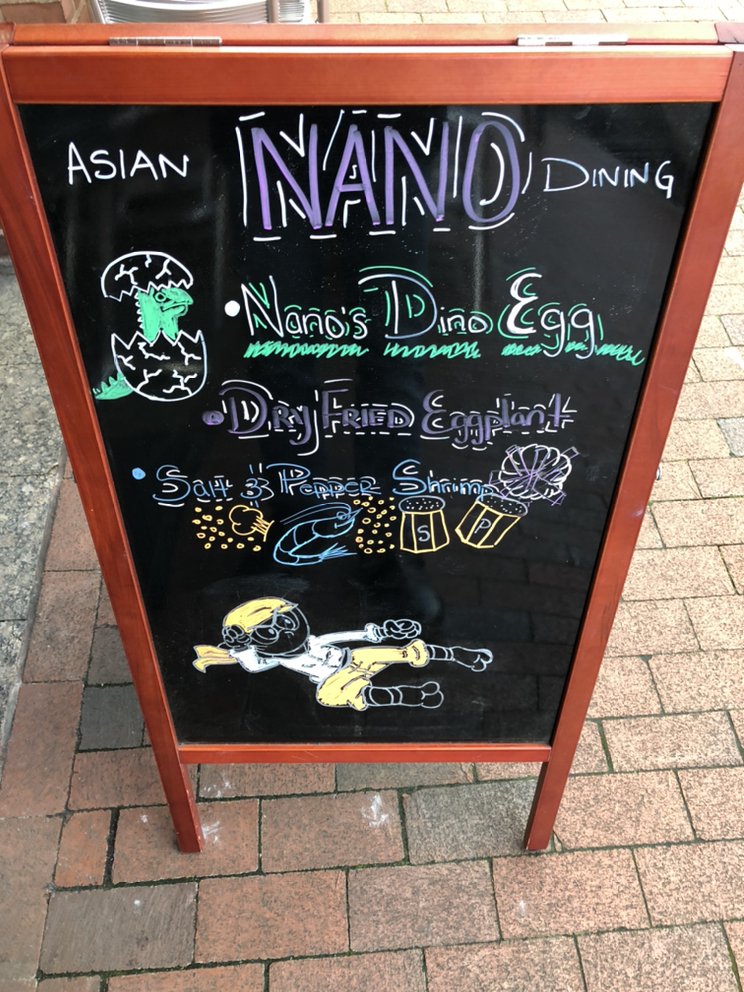 ASIAN NANO DINING
• Nano's Dino Egg
• Dry Fried Eggplant
• Salt & Pepper Shrimp
S P